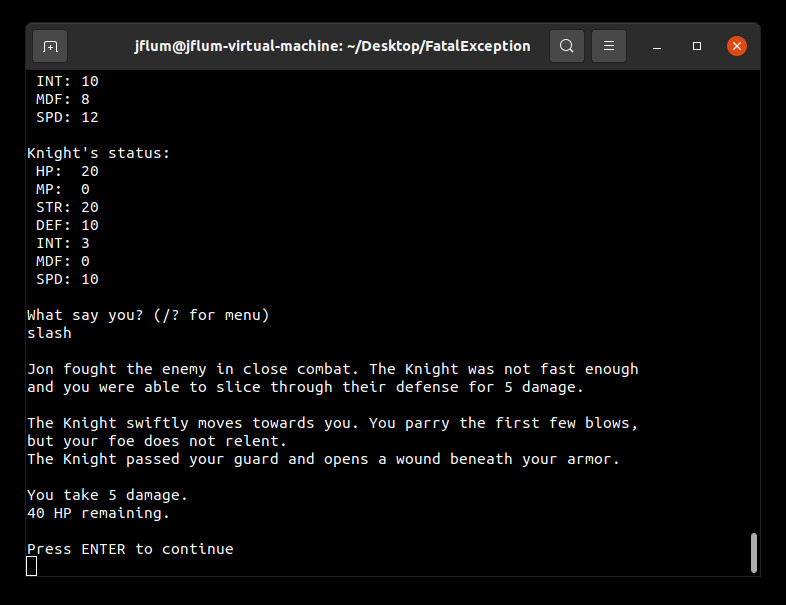 jflum@jflum-virtual-machine: ~/Desktop/FatalException
INT: 10
MDF: 8
SPD: 12
Knight's status:
HP:  20
MP:  0
STR: 20
DEF: 10
INT: 3
MDF: 0
SPD: 10
What say you? (/? for menu)
slash
Jon fought the enemy in close combat. The Knight was not fast enough
and you were able to slice through their defense for 5 damage.
The Knight swiftly moves towards you. You parry the first few blows,
but your foe does not relent.
The Knight passed your guard and opens a wound beneath your armor.
You take 5 damage.
40 HP remaining.
Press ENTER to continue